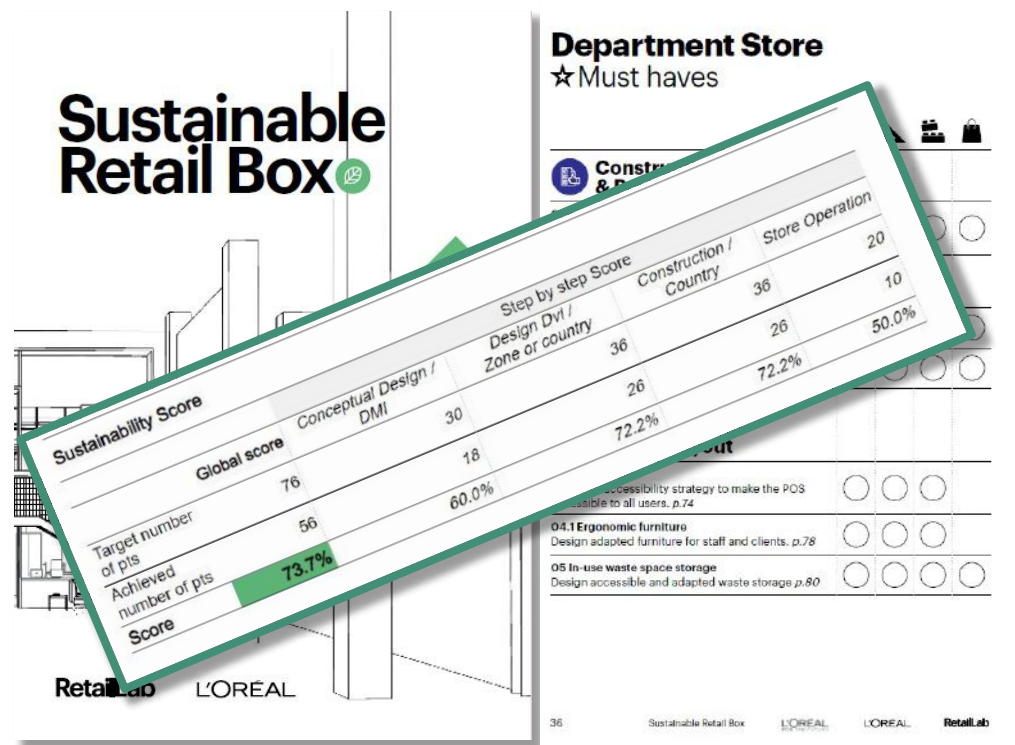 Sustainable
Retail Box
RetailLab
L'ORÉAL
Department Store
☆Must haves
Constr
&
Sustainability Score
Step by step Score
Global score
Conceptual Design /
DMI
Design Dvl /
Zone or country
Construction /
Country
Store Operation
Target number
of pts
76
30
36
36
20
Achieved
number of pts
56
18
26
26
10
Score
73.7%
60.0%
72.2%
72.2%
50.0%
accessibility strategy to make the POS
to all users. p.74
04.1 Ergonomic furniture
Design adapted furniture for staff and clients. p.78
05 In-use waste space storage
Design accessible and adapted waste storage p.80
36
Sustainable Retail Box
L'ORÉAL
L'ORÉAL
RetailLab